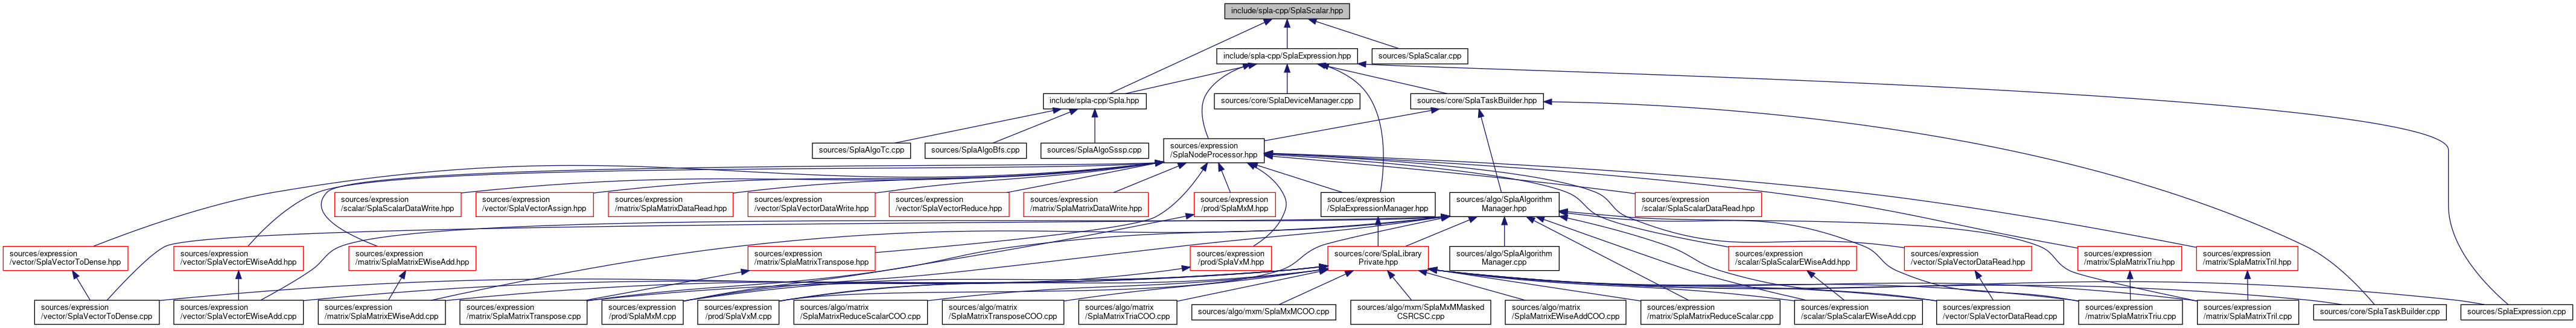 include/spla-cpp/SplaScalar.hpp
include/spla-cpp/SplaExpression.hpp
sources/SplaScalar.cpp
include/spla-cpp/Spla.hpp
sources/core/SplaDeviceManager.cpp
sources/core/SplaTaskBuilder.hpp
sources/SplaAlgoTc.cpp
sources/SplaAlgoBfs.cpp
sources/SplaAlgoSssp.cpp
sources/expression
/SplaNodeProcessor.hpp
sources/expression
/scalar/SplaScalarDataWrite.hpp
sources/expression
/vector/SplaVectorAssign.hpp
sources/expression
/matrix/SplaMatrixDataRead.hpp
sources/expression
/vector/SplaVectorDataWrite.hpp
sources/expression
/vector/SplaVectorReduce.hpp
sources/expression
/matrix/SplaMatrixDataWrite.hpp
sources/expression
/prod/SplaMxM.hpp
sources/expression
/SplaExpressionManager.hpp
sources/algo/SplaAlgorithm
Manager.hpp
sources/expression
/scalar/SplaScalarDataRead.hpp
sources/expression
/vector/SplaVectorToDense.hpp
sources/expression
/vector/SplaVectorEWiseAdd.hpp
sources/expression
/matrix/SplaMatrixEWiseAdd.hpp
sources/expression
/matrix/SplaMatrixTranspose.hpp
sources/expression
/prod/SplaVxM.hpp
sources/core/SplaLibrary
Private.hpp
sources/algo/SplaAlgorithm
Manager.cpp
sources/expression
/scalar/SplaScalarEWiseAdd.hpp
sources/expression
/vector/SplaVectorDataRead.hpp
sources/expression
/matrix/SplaMatrixTriu.hpp
sources/expression
/matrix/SplaMatrixTril.hpp
sources/expression
/vector/SplaVectorToDense.cpp
sources/expression
/vector/SplaVectorEWiseAdd.cpp
sources/expression
/matrix/SplaMatrixEWiseAdd.cpp
sources/expression
/matrix/SplaMatrixTranspose.cpp
sources/expression
/prod/SplaMxM.cpp
sources/expression
/prod/SplaVxM.cpp
sources/algo/matrix
/SplaMatrixReduceScalarCOO.cpp
sources/algo/matrix
/SplaMatrixTransposeCOO.cpp
sources/algo/matrix
/SplaMatrixTriaCOO.cpp
sources/algo/mxm/SplaMxMCOO.cpp
sources/algo/mxm/SplaMxMMasked
CSRCSC.cpp
sources/algo/matrix
/SplaMatrixEWiseAddCOO.cpp
sources/expression
/matrix/SplaMatrixReduceScalar.cpp
sources/expression
/scalar/SplaScalarEWiseAdd.cpp
sources/expression
/vector/SplaVectorDataRead.cpp
sources/expression
/matrix/SplaMatrixTriu.cpp
sources/expression
/matrix/SplaMatrixTril.cpp
sources/core/SplaTaskBuilder.cpp
sources/SplaExpression.cpp